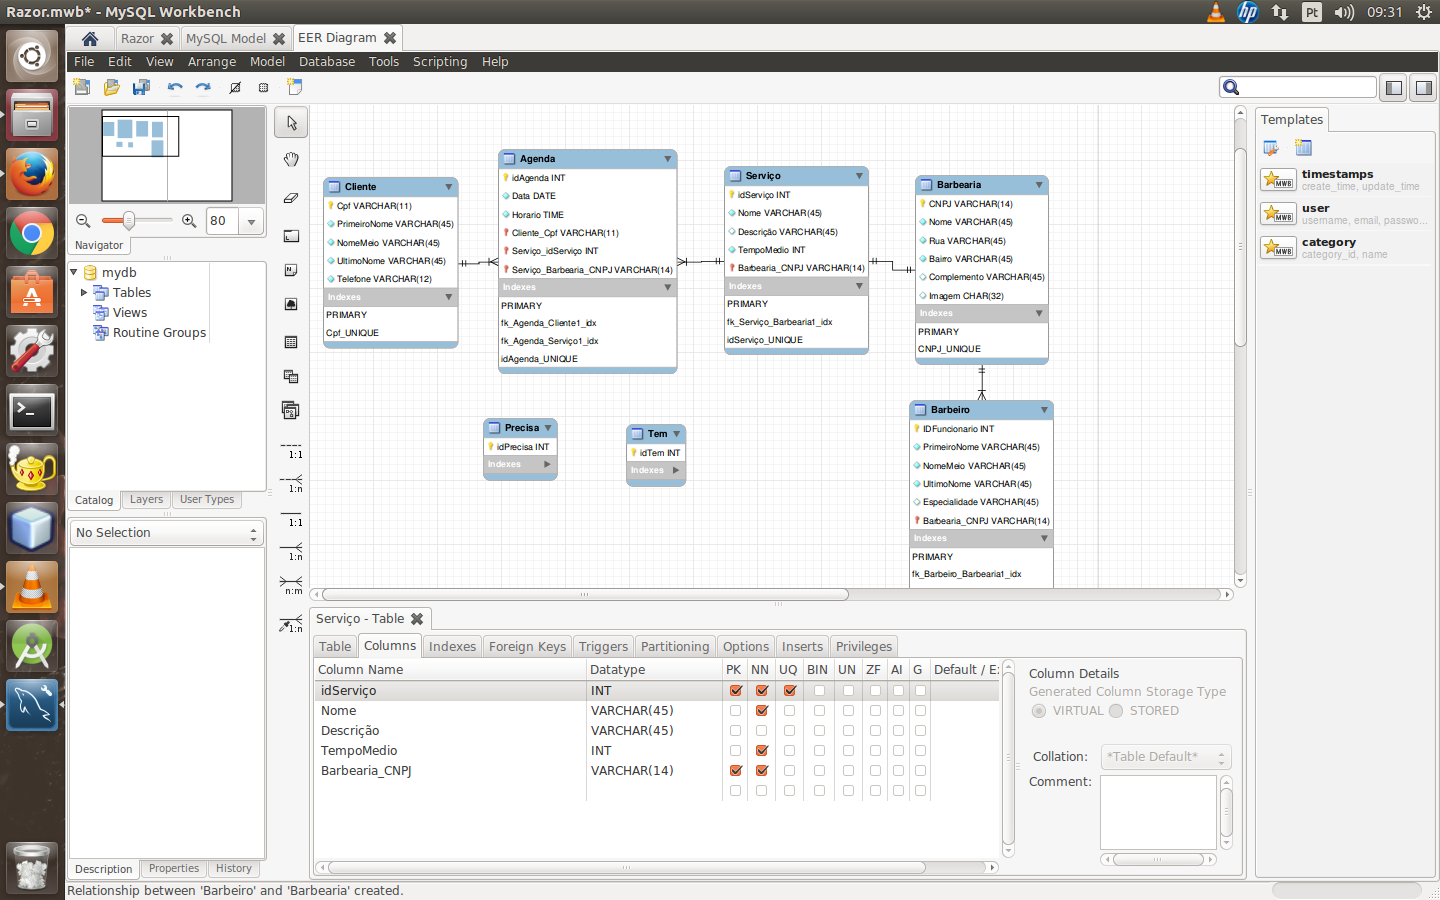 Razor.mwb* - MySQL Workbench
hp
Pt
09:31
Razor
MySQL Model
EER Diagram
File Edit View Arrange Model Database Tools Scripting Help
80
Navigator
mydb
Tables
Views
Routine Groups
Catalog Layers User Types
No Selection
Description Properties History
1:1
1:n
1:1
1:n
n:m
1:n
Cliente
Cpf VARCHAR(11)
PrimeiroNome VARCHAR(45)
NomeMeio VARCHAR(45)
UltimoNome VARCHAR(45)
Telefone VARCHAR(12)
Indexes
PRIMARY
Cpf_UNIQUE
Agenda
idAgenda INT
Data DATE
Horario TIME
Cliente_Cpf VARCHAR(11)
Serviço_idServiço INT
Serviço_Barbearia_CNPJ VARCHAR(14)
Indexes
PRIMARY
fk_Agenda_Cliente1_idx
fk_Agenda_Serviço1_idx
idAgenda_UNIQUE
Serviço
idServiço INT
Nome VARCHAR(45)
Descrição VARCHAR(45)
TempoMedio INT
Barbearia_CNPJ VARCHAR(14)
Indexes
PRIMARY
fk_Serviço_Barbearia1_idx
idServiço_UNIQUE
Barbearia
CNPJ VARCHAR(14)
Nome VARCHAR(45)
Rua VARCHAR(45)
Bairro VARCHAR(45)
Complemento VARCHAR(45)
Imagem CHAR(32)
Indexes
PRIMARY
CNPJ_UNIQUE
Precisa
idPrecisa INT
Indexes
Tem
idTem INT
Indexes
Barbeiro
IDFuncionario INT
PrimeiroNome VARCHAR(45)
NomeMeio VARCHAR(45)
UltimoNome VARCHAR(45)
Especialidade VARCHAR(45)
Barbearia_CNPJ VARCHAR(14)
Indexes
PRIMARY
fk_Barbeiro_Barbearia1_idx
Templates
MWB
timestamps
create_time, update_time
MWB
user
username, email, passwo...
MWB
category
category_id, name
Serviço - Table
Table Columns Indexes Foreign Keys Triggers Partitioning Options Inserts Privileges
Column Name Datatype PK NN UQ BIN UN ZF AI G Default / Ex
idServiço INT
Nome VARCHAR(45)
Descrição VARCHAR(45)
TempoMedio INT
Barbearia_CNPJ VARCHAR(14)
Column Details
Generated Column Storage Type
VIRTUAL STORED
Collation: *Table Default*
Comment:
Relationship between 'Barbeiro' and 'Barbearia' created.